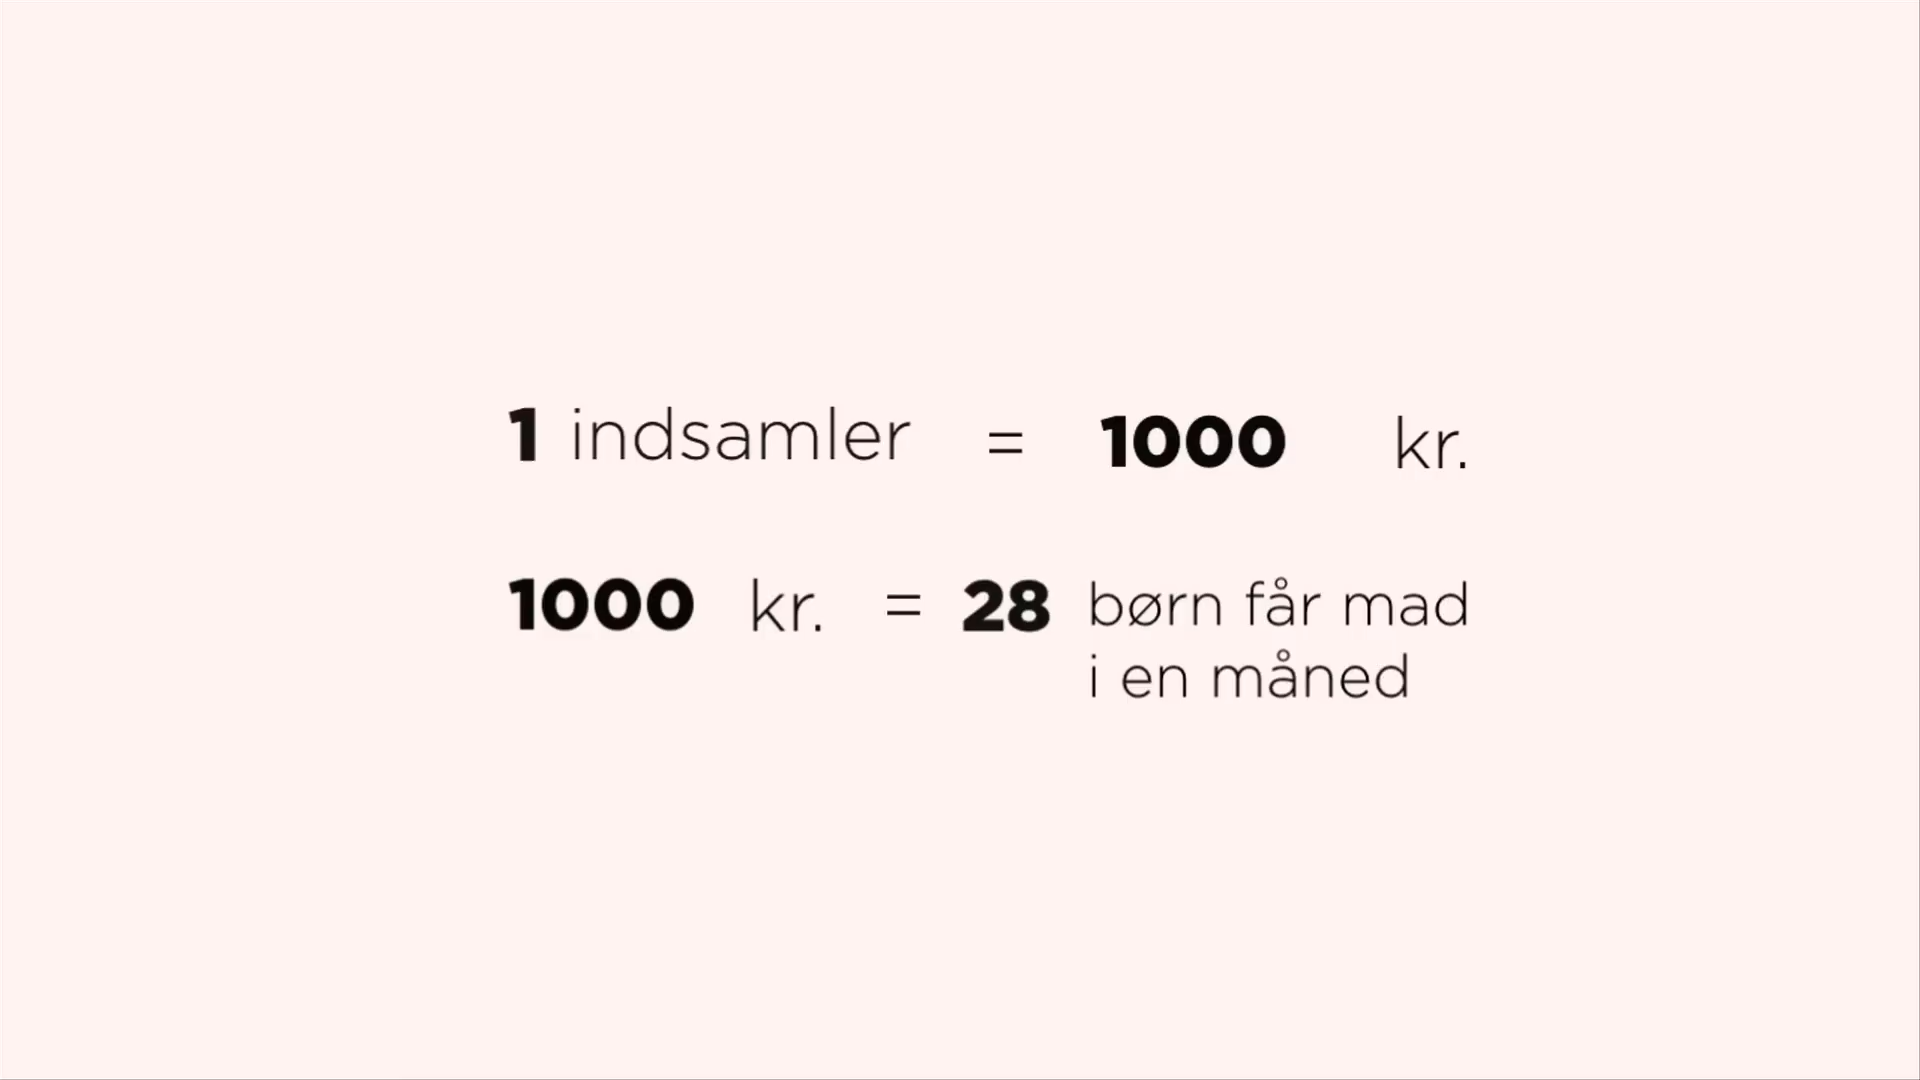 1 indsamler = 1000 kr.
1000 kr. = 28 børn får mad
i en måned